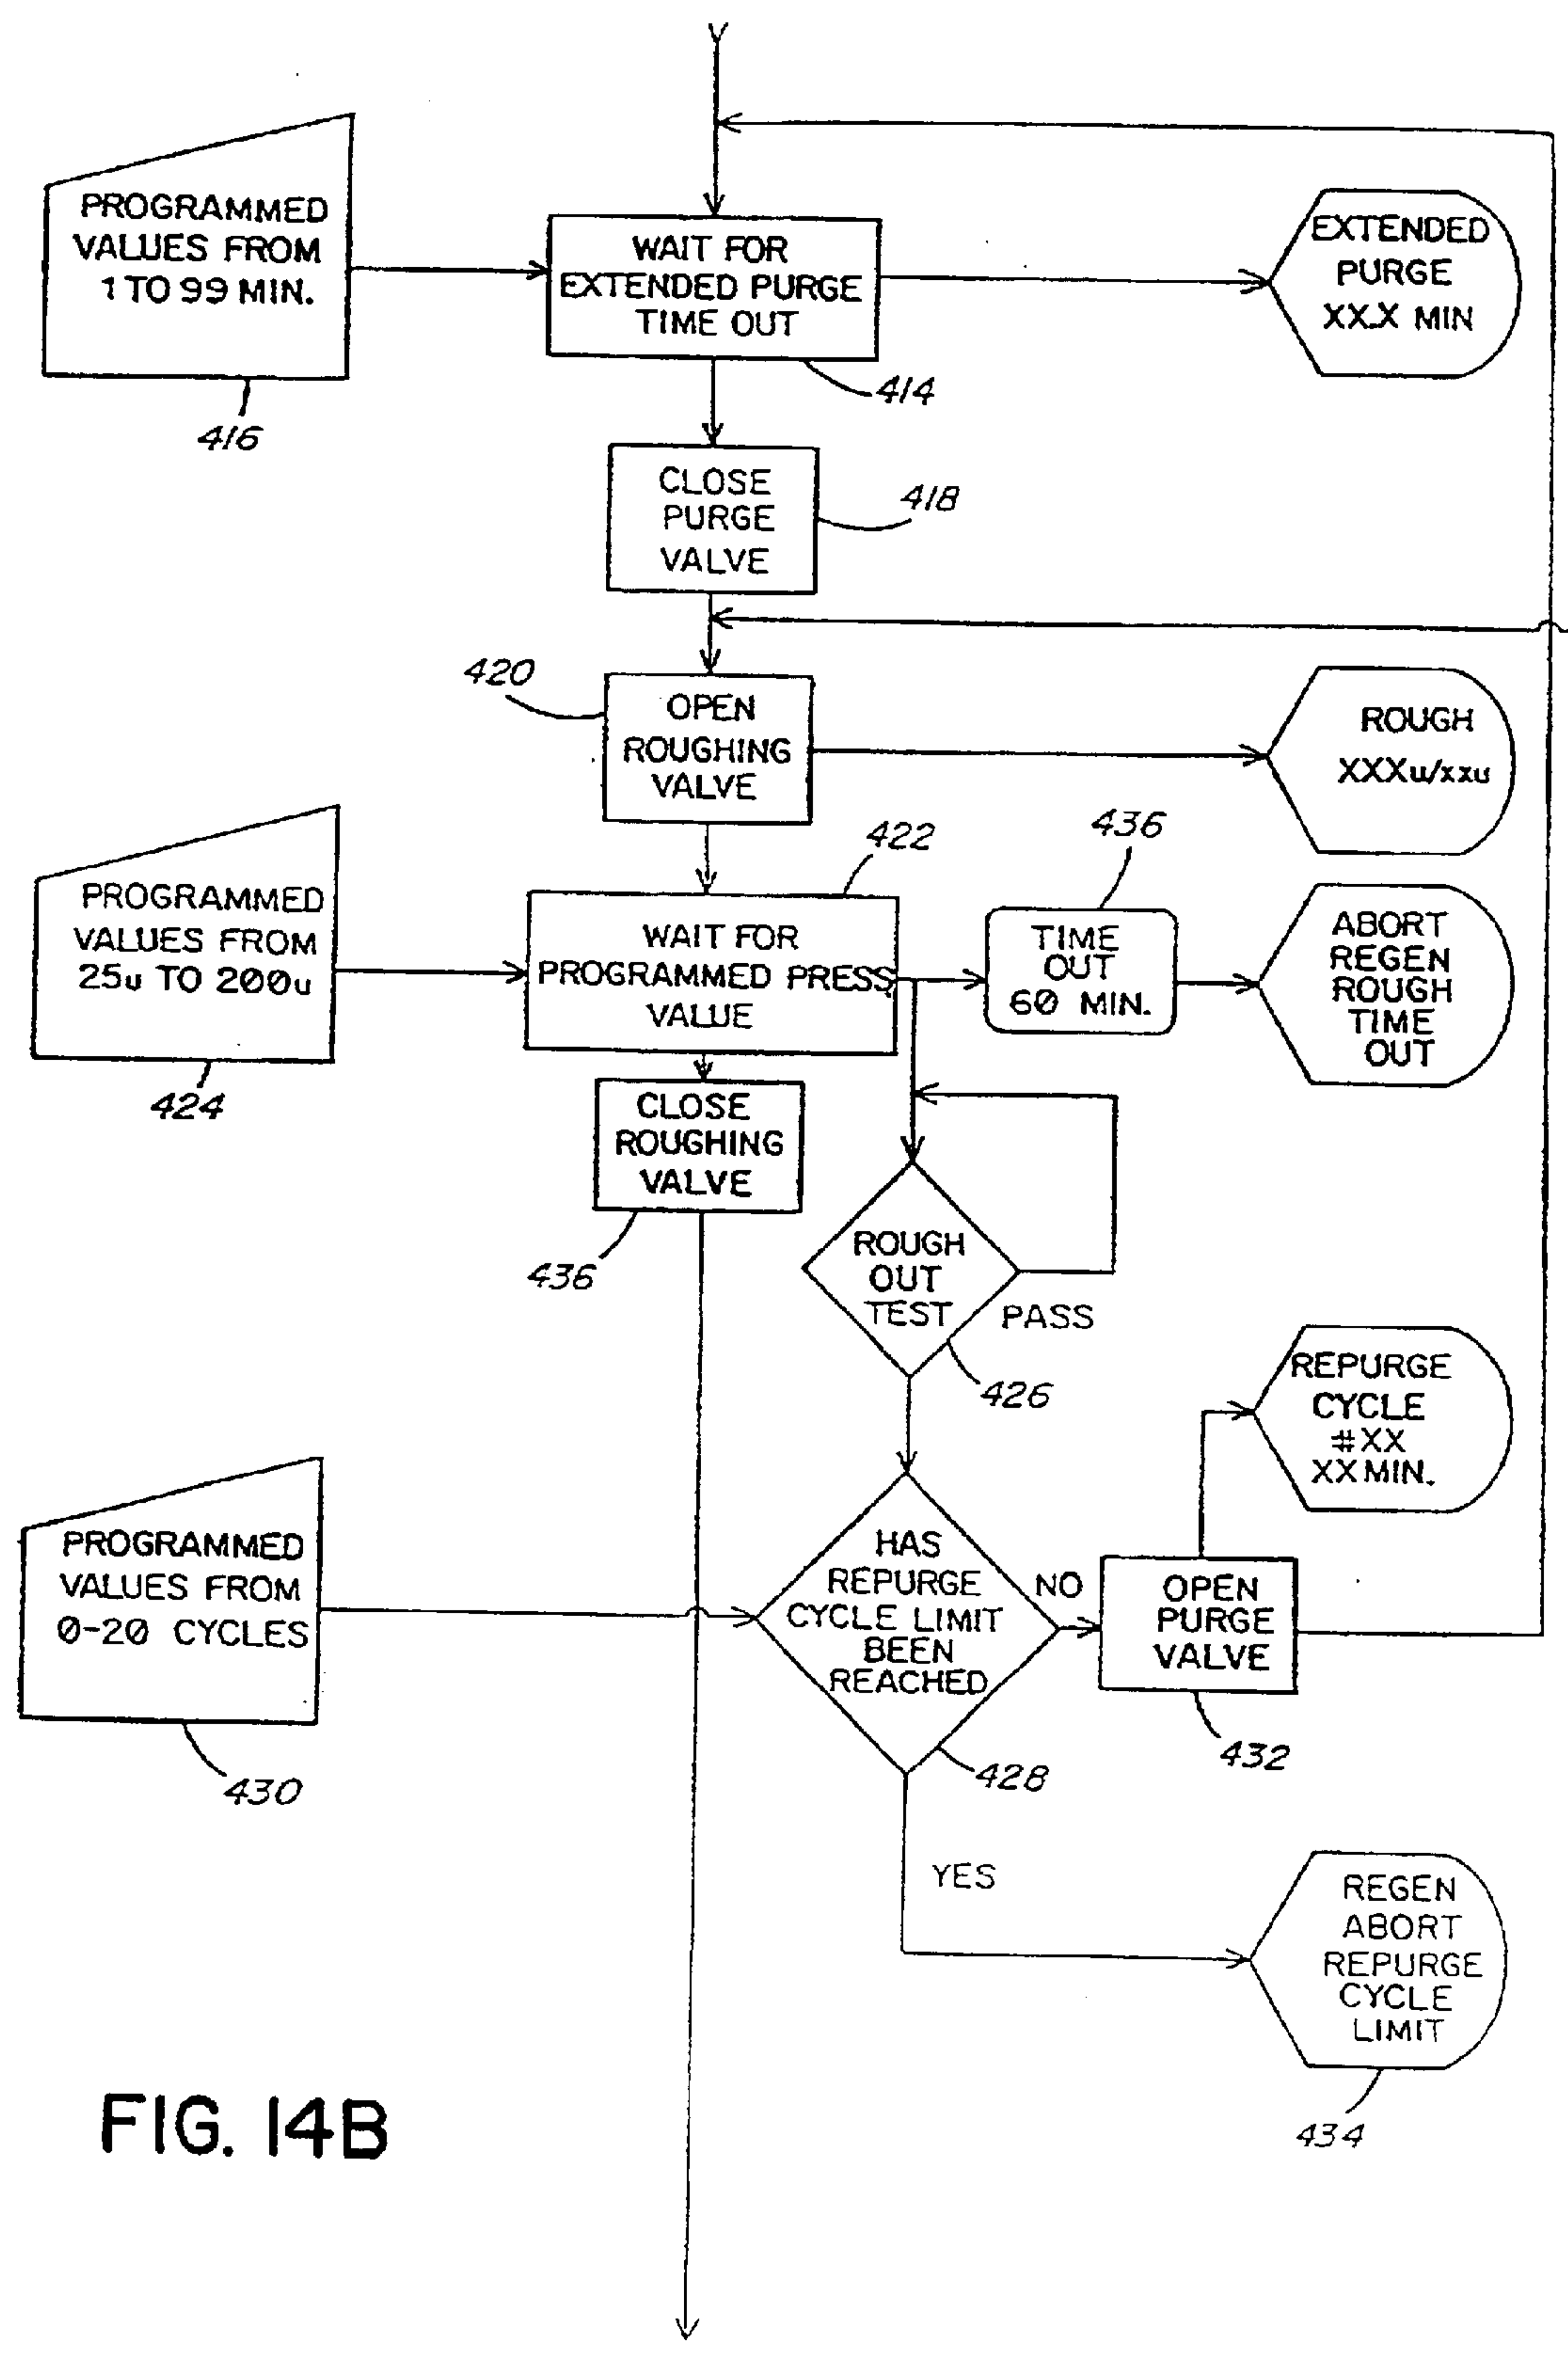 PROGRAMMED
VALUES FROM
1 TO 99 MIN.
416
WAIT FOR
EXTENDED PURGE
TIME OUT
414
EXTENDED
PURGE
XX.X MIN
CLOSE
PURGE
VALVE
418
420
OPEN
ROUGHING
VALVE
ROUGH
XXXu/xxu
PROGRAMMED
VALUES FROM
25u TO 200u
424
422
WAIT FOR
PROGRAMMED PRESS.
VALUE
436
TIME
OUT
60 MIN.
ABORT
REGEN
ROUGH
TIME
OUT
CLOSE
ROUGHING
VALVE
436
ROUGH
OUT
TEST
PASS
426
REPURGE
CYCLE
#XX
XX MIN.
PROGRAMMED
VALUES FROM
0-20 CYCLES
430
HAS
REPURGE
CYCLE LIMIT
BEEN
REACHED
428
NO
OPEN
PURGE
VALVE
432
YES
REGEN
ABORT
REPURGE
CYCLE
LIMIT
434
FIG. 14B